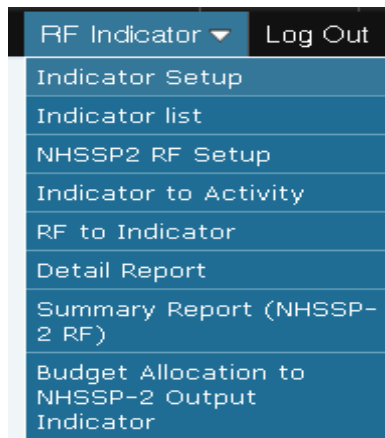 RF Indicator Log Out
Indicator Setup
Indicator list
NHSSP2 RF Setup
Indicator to Activity
RF to Indicator
Detail Report
Summary Report (NHSSP-
2 RF)
Budget Allocation to
NHSSP-2 Output
Indicator